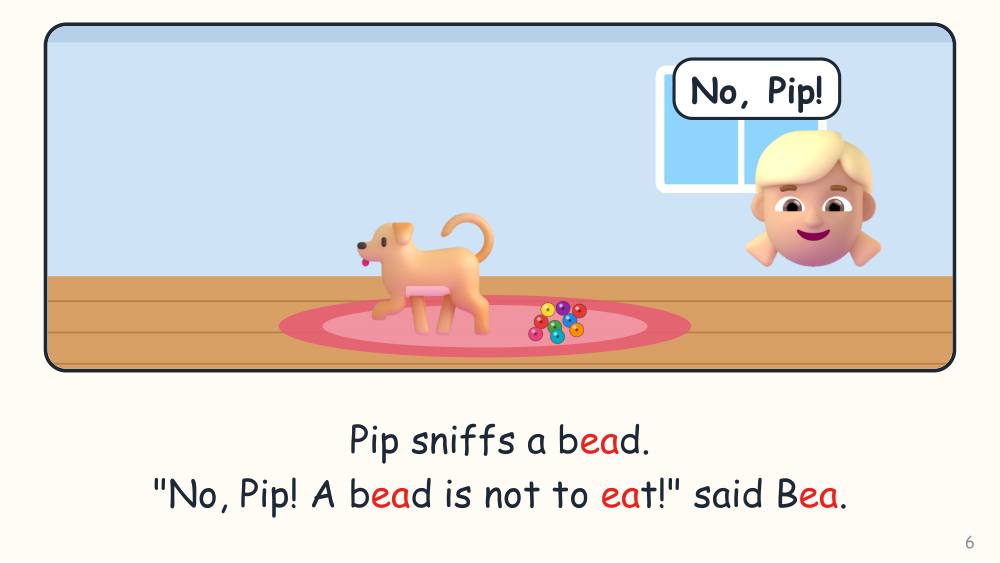 No, Pip!
Pip sniffs a bead.
"No, Pip! A bead is not to eat!" said Bea.
6